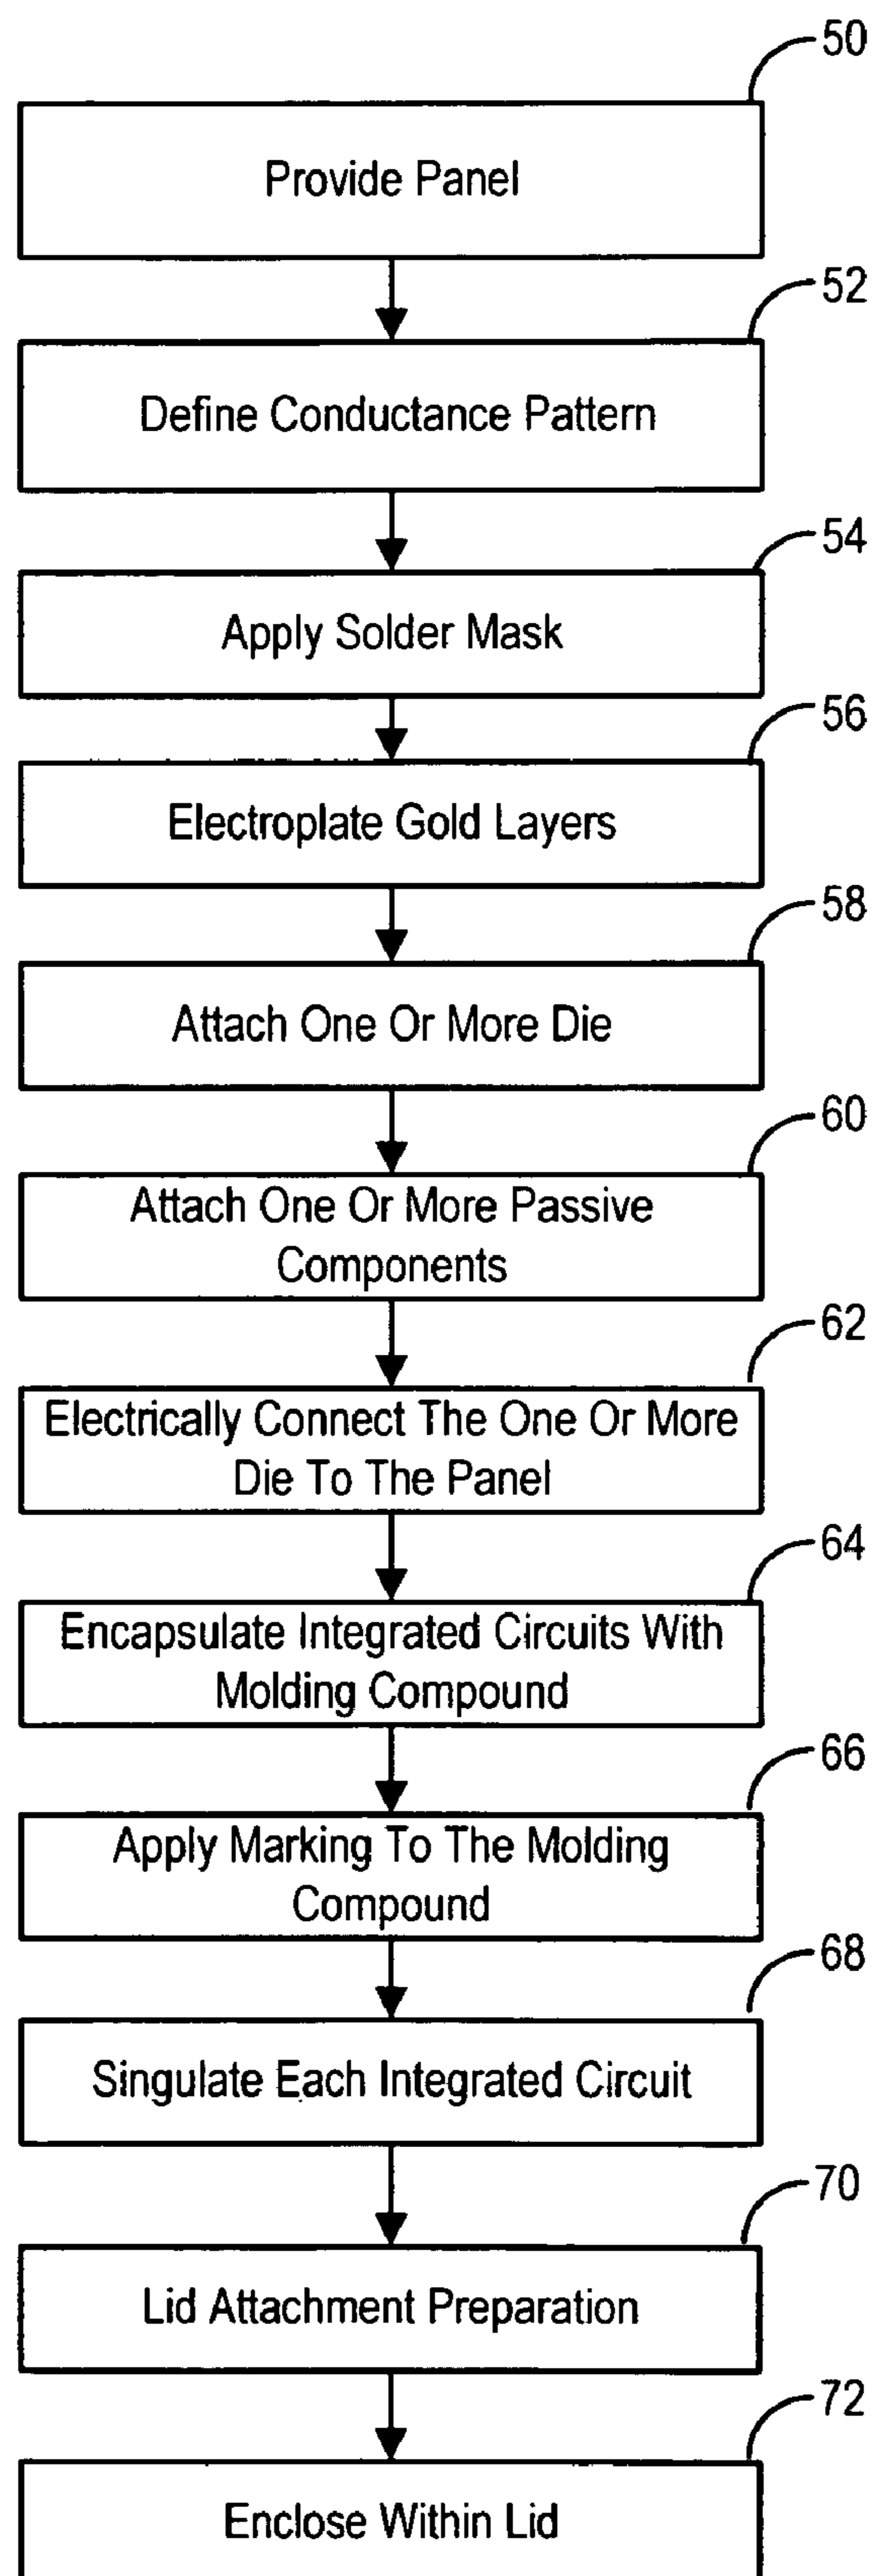 50
Provide Panel
52
Define Conductance Pattern
54
Apply Solder Mask
56
Electroplate Gold Layers
58
Attach One Or More Die
60
Attach One Or More Passive
Components
62
Electrically Connect The One Or More
Die To The Panel
64
Encapsulate Integrated Circuits With
Molding Compound
66
Apply Marking To The Molding
Compound
68
Singulate Each Integrated Circuit
70
Lid Attachment Preparation
72
Enclose Within Lid